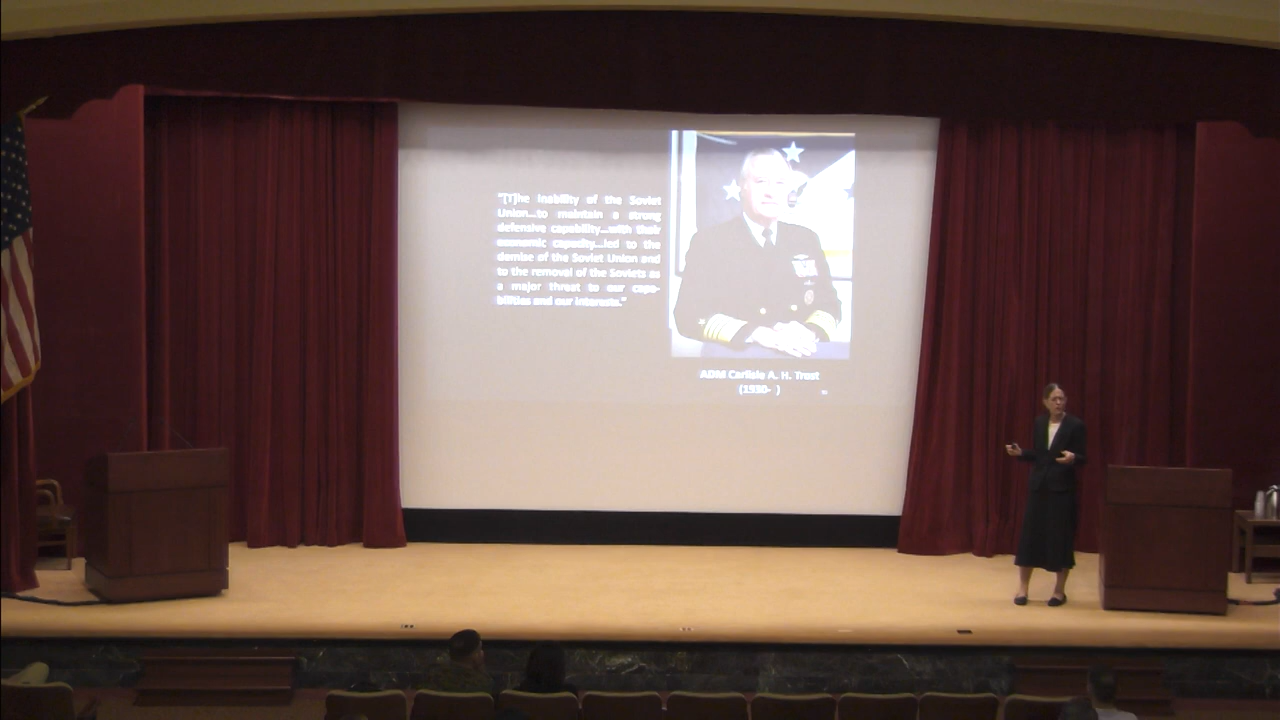 "[T]he inability of the Soviet
Union...to maintain a strong
defensive capability...with their
economic capacity...led to the
demise of the Soviet Union and
to the removal of the Soviets as
a major threat to our capa-
bilities and our interests."
ADM Carlisle A. H. Trost
(1930- )